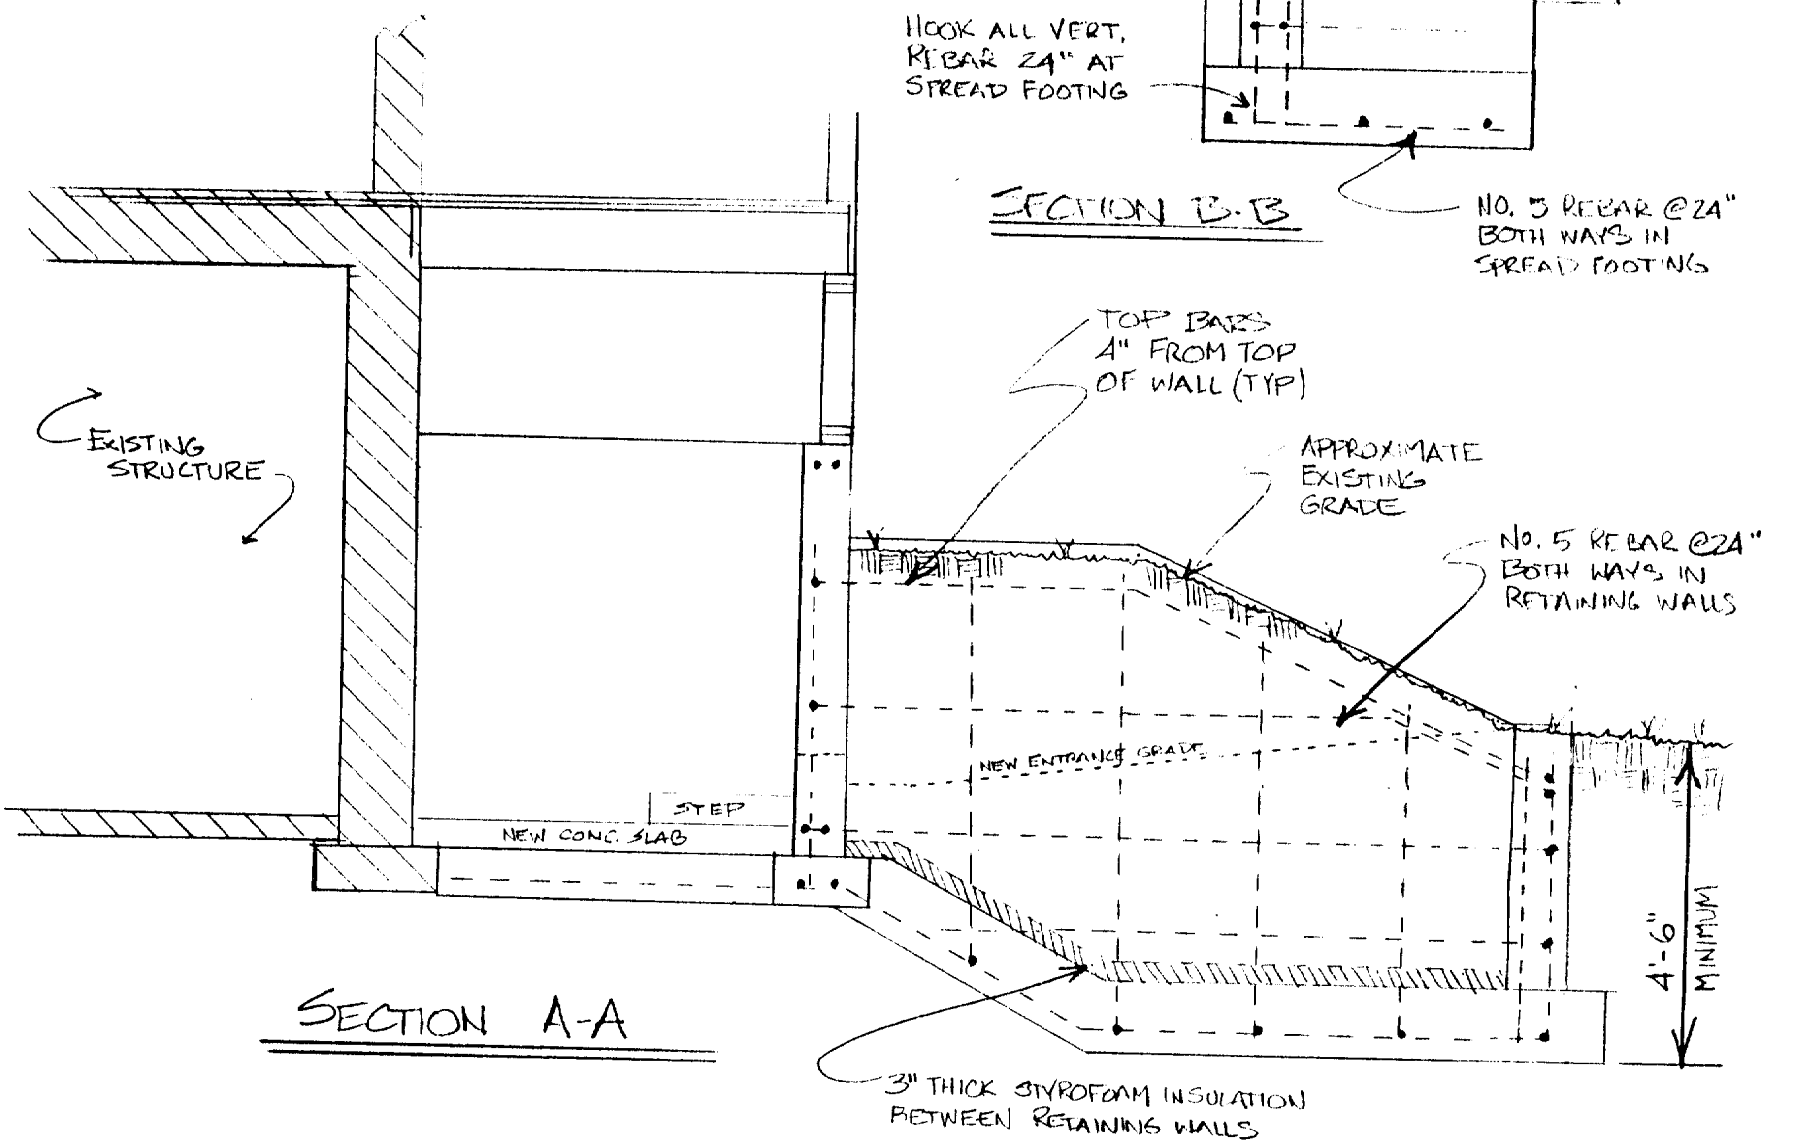 HOOK ALL VERT.
REBAR 24" AT
SPREAD FOOTING
SECTION B-B
NO. 5 REBAR @ 24"
BOTH WAYS IN
SPREAD FOOTING
TOP BARS
4" FROM TOP
OF WALL (TYP)
EXISTING
STRUCTURE
APPROXIMATE
EXISTING
GRADE
NO. 5 REBAR @ 24"
BOTH WAYS IN
RETAINING WALLS
NEW ENTRANCE GRADE
STEP
NEW CONC. SLAB
4'-6"
MINIMUM
SECTION A-A
3" THICK STYROFOAM INSULATION
BETWEEN RETAINING WALLS